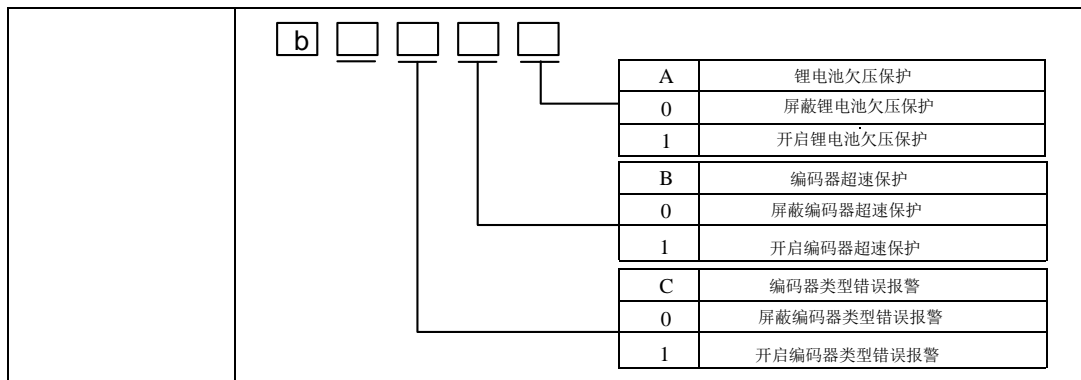 b
A 锂电池欠压保护
0 屏蔽锂电池欠压保护
1 开启锂电池欠压保护
B 编码器超速保护
0 屏蔽编码器超速保护
1 开启编码器超速保护
C 编码器类型错误报警
0 屏蔽编码器类型错误报警
1 开启编码器类型错误报警